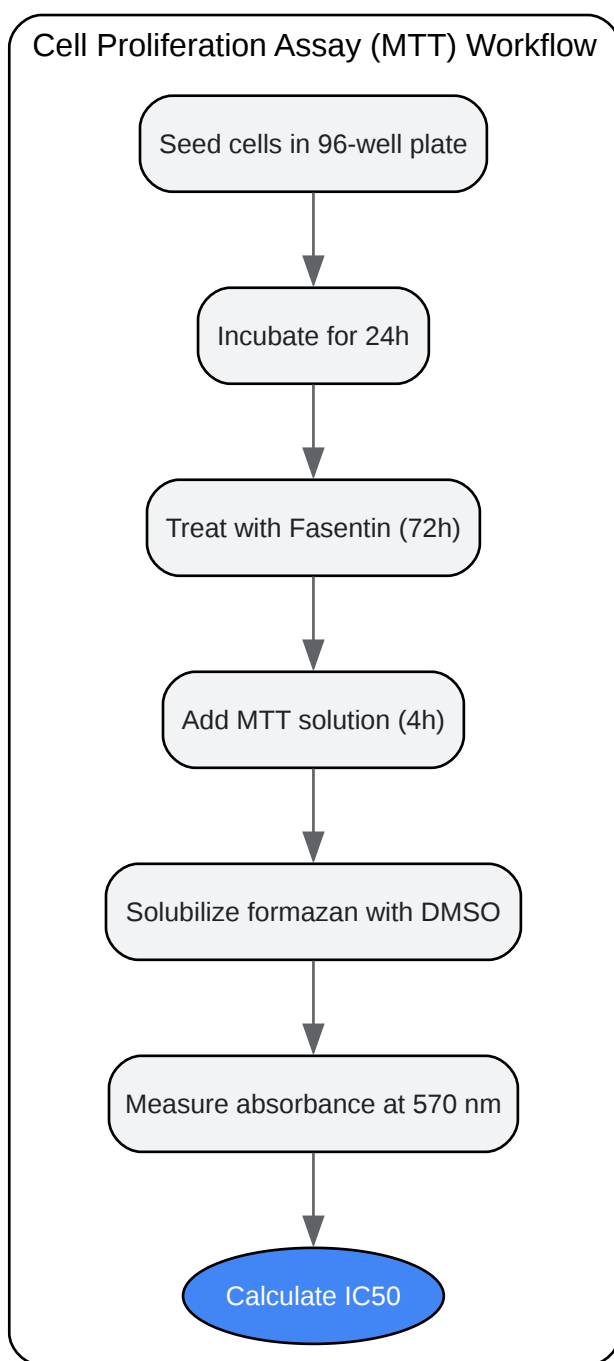 Cell Proliferation Assay (MTT) Workflow
Seed cells in 96-well plate
Incubate for 24h
Treat with Fasentin (72h)
Add MTT solution (4h)
Solubilize formazan with DMSO
Measure absorbance at 570 nm
Calculate IC50